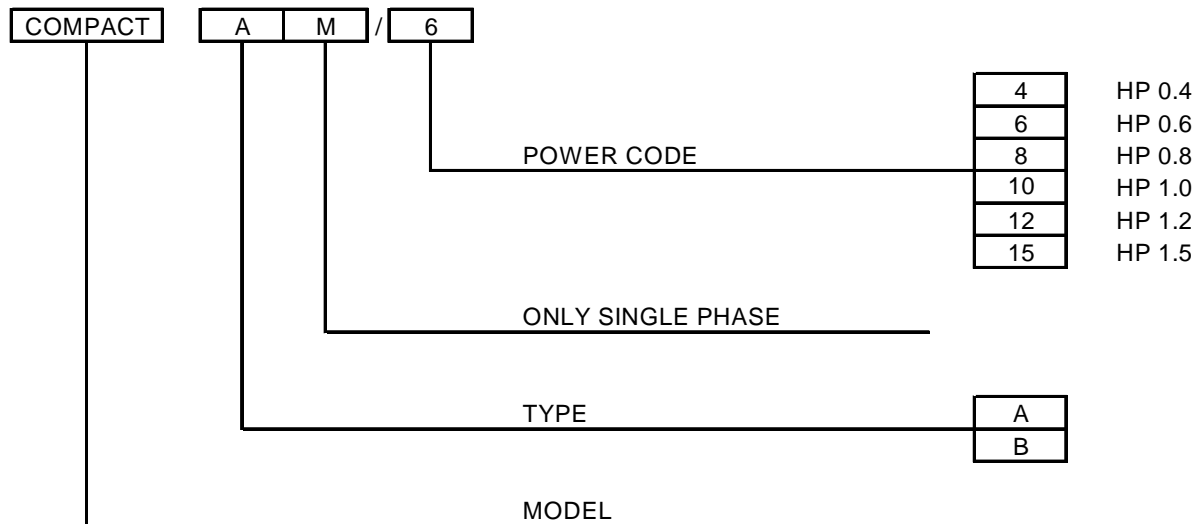 COMPACT A M / 6
4 HP 0.4
6 HP 0.6
POWER CODE 8 HP 0.8
10 HP 1.0
12 HP 1.2
15 HP 1.5
ONLY SINGLE PHASE
TYPE A
B
MODEL